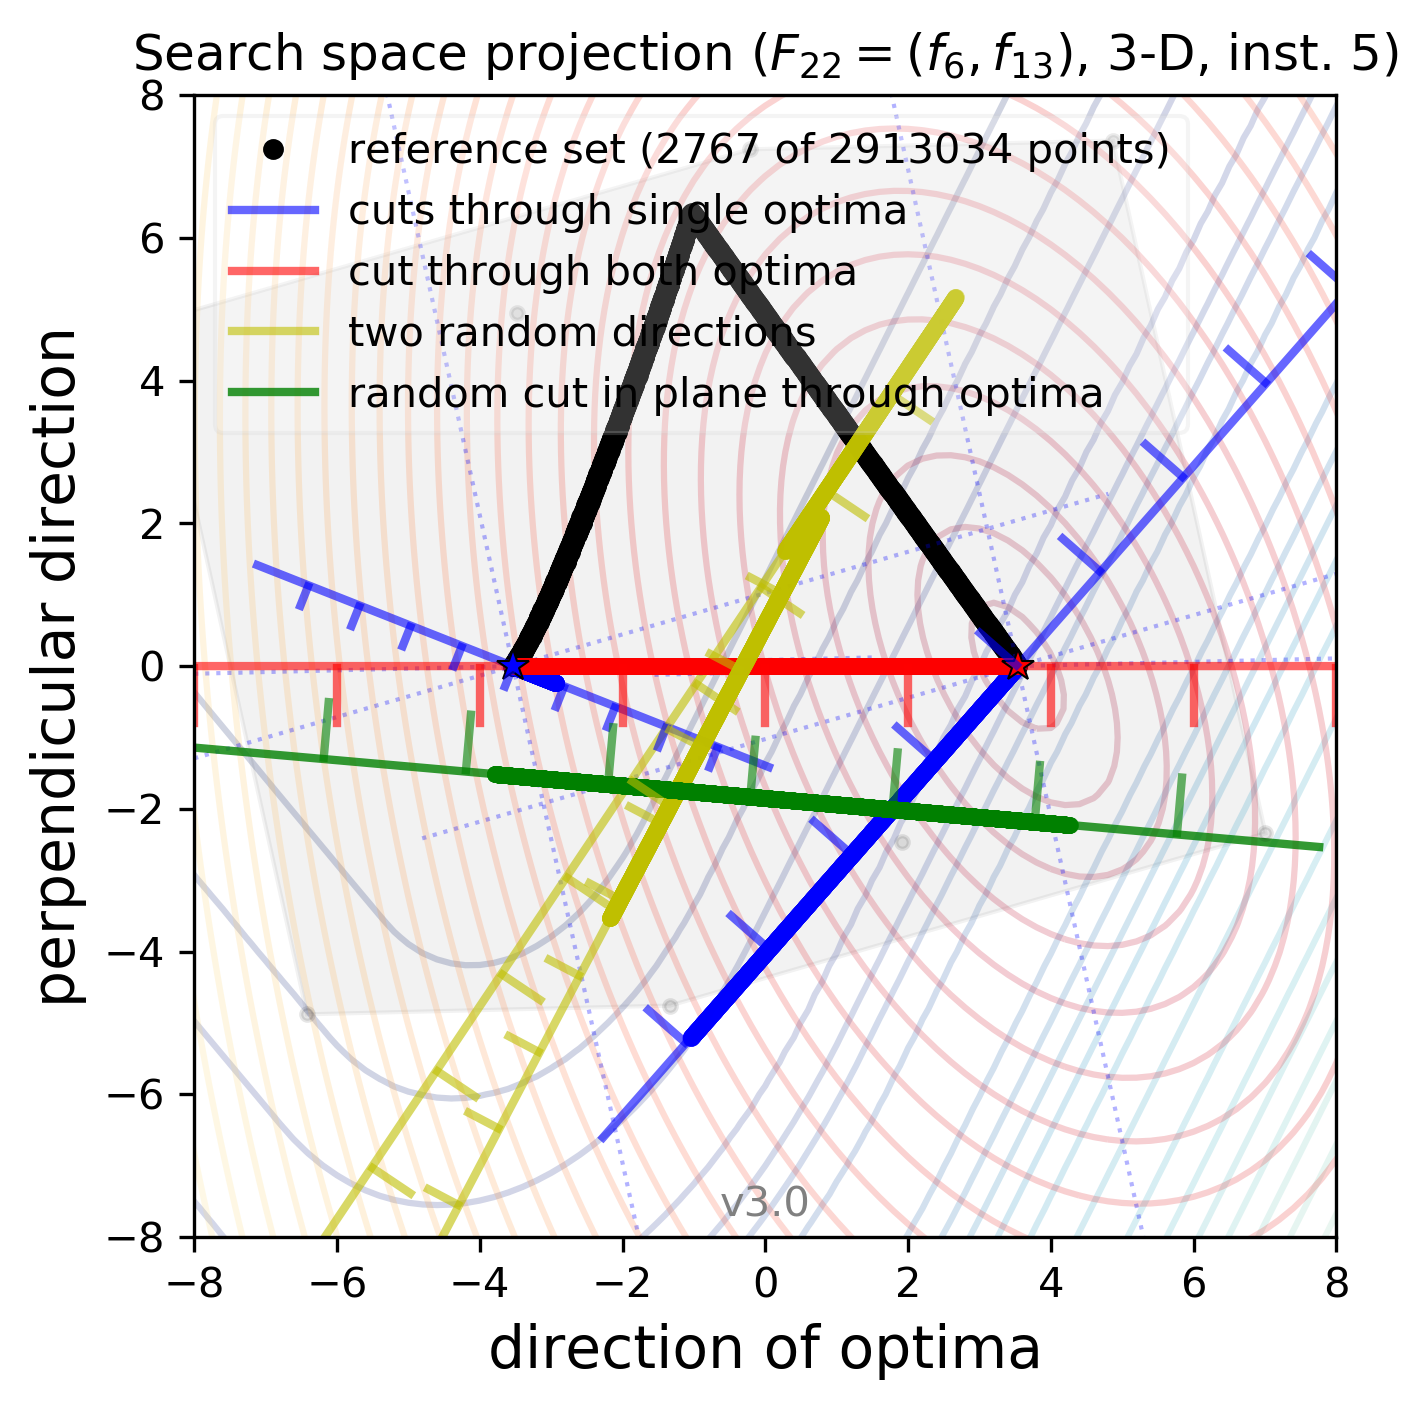 Search space projection (F₂₂ = (f₆, f₁₃), 3-D, inst. 5)
reference set (2767 of 2913034 points)
cuts through single optima
cut through both optima
two random directions
random cut in plane through optima
perpendicular direction
8
6
4
2
0
−2
−4
−6
−8
v3.0
−8 −6 −4 −2 0 2 4 6 8
direction of optima